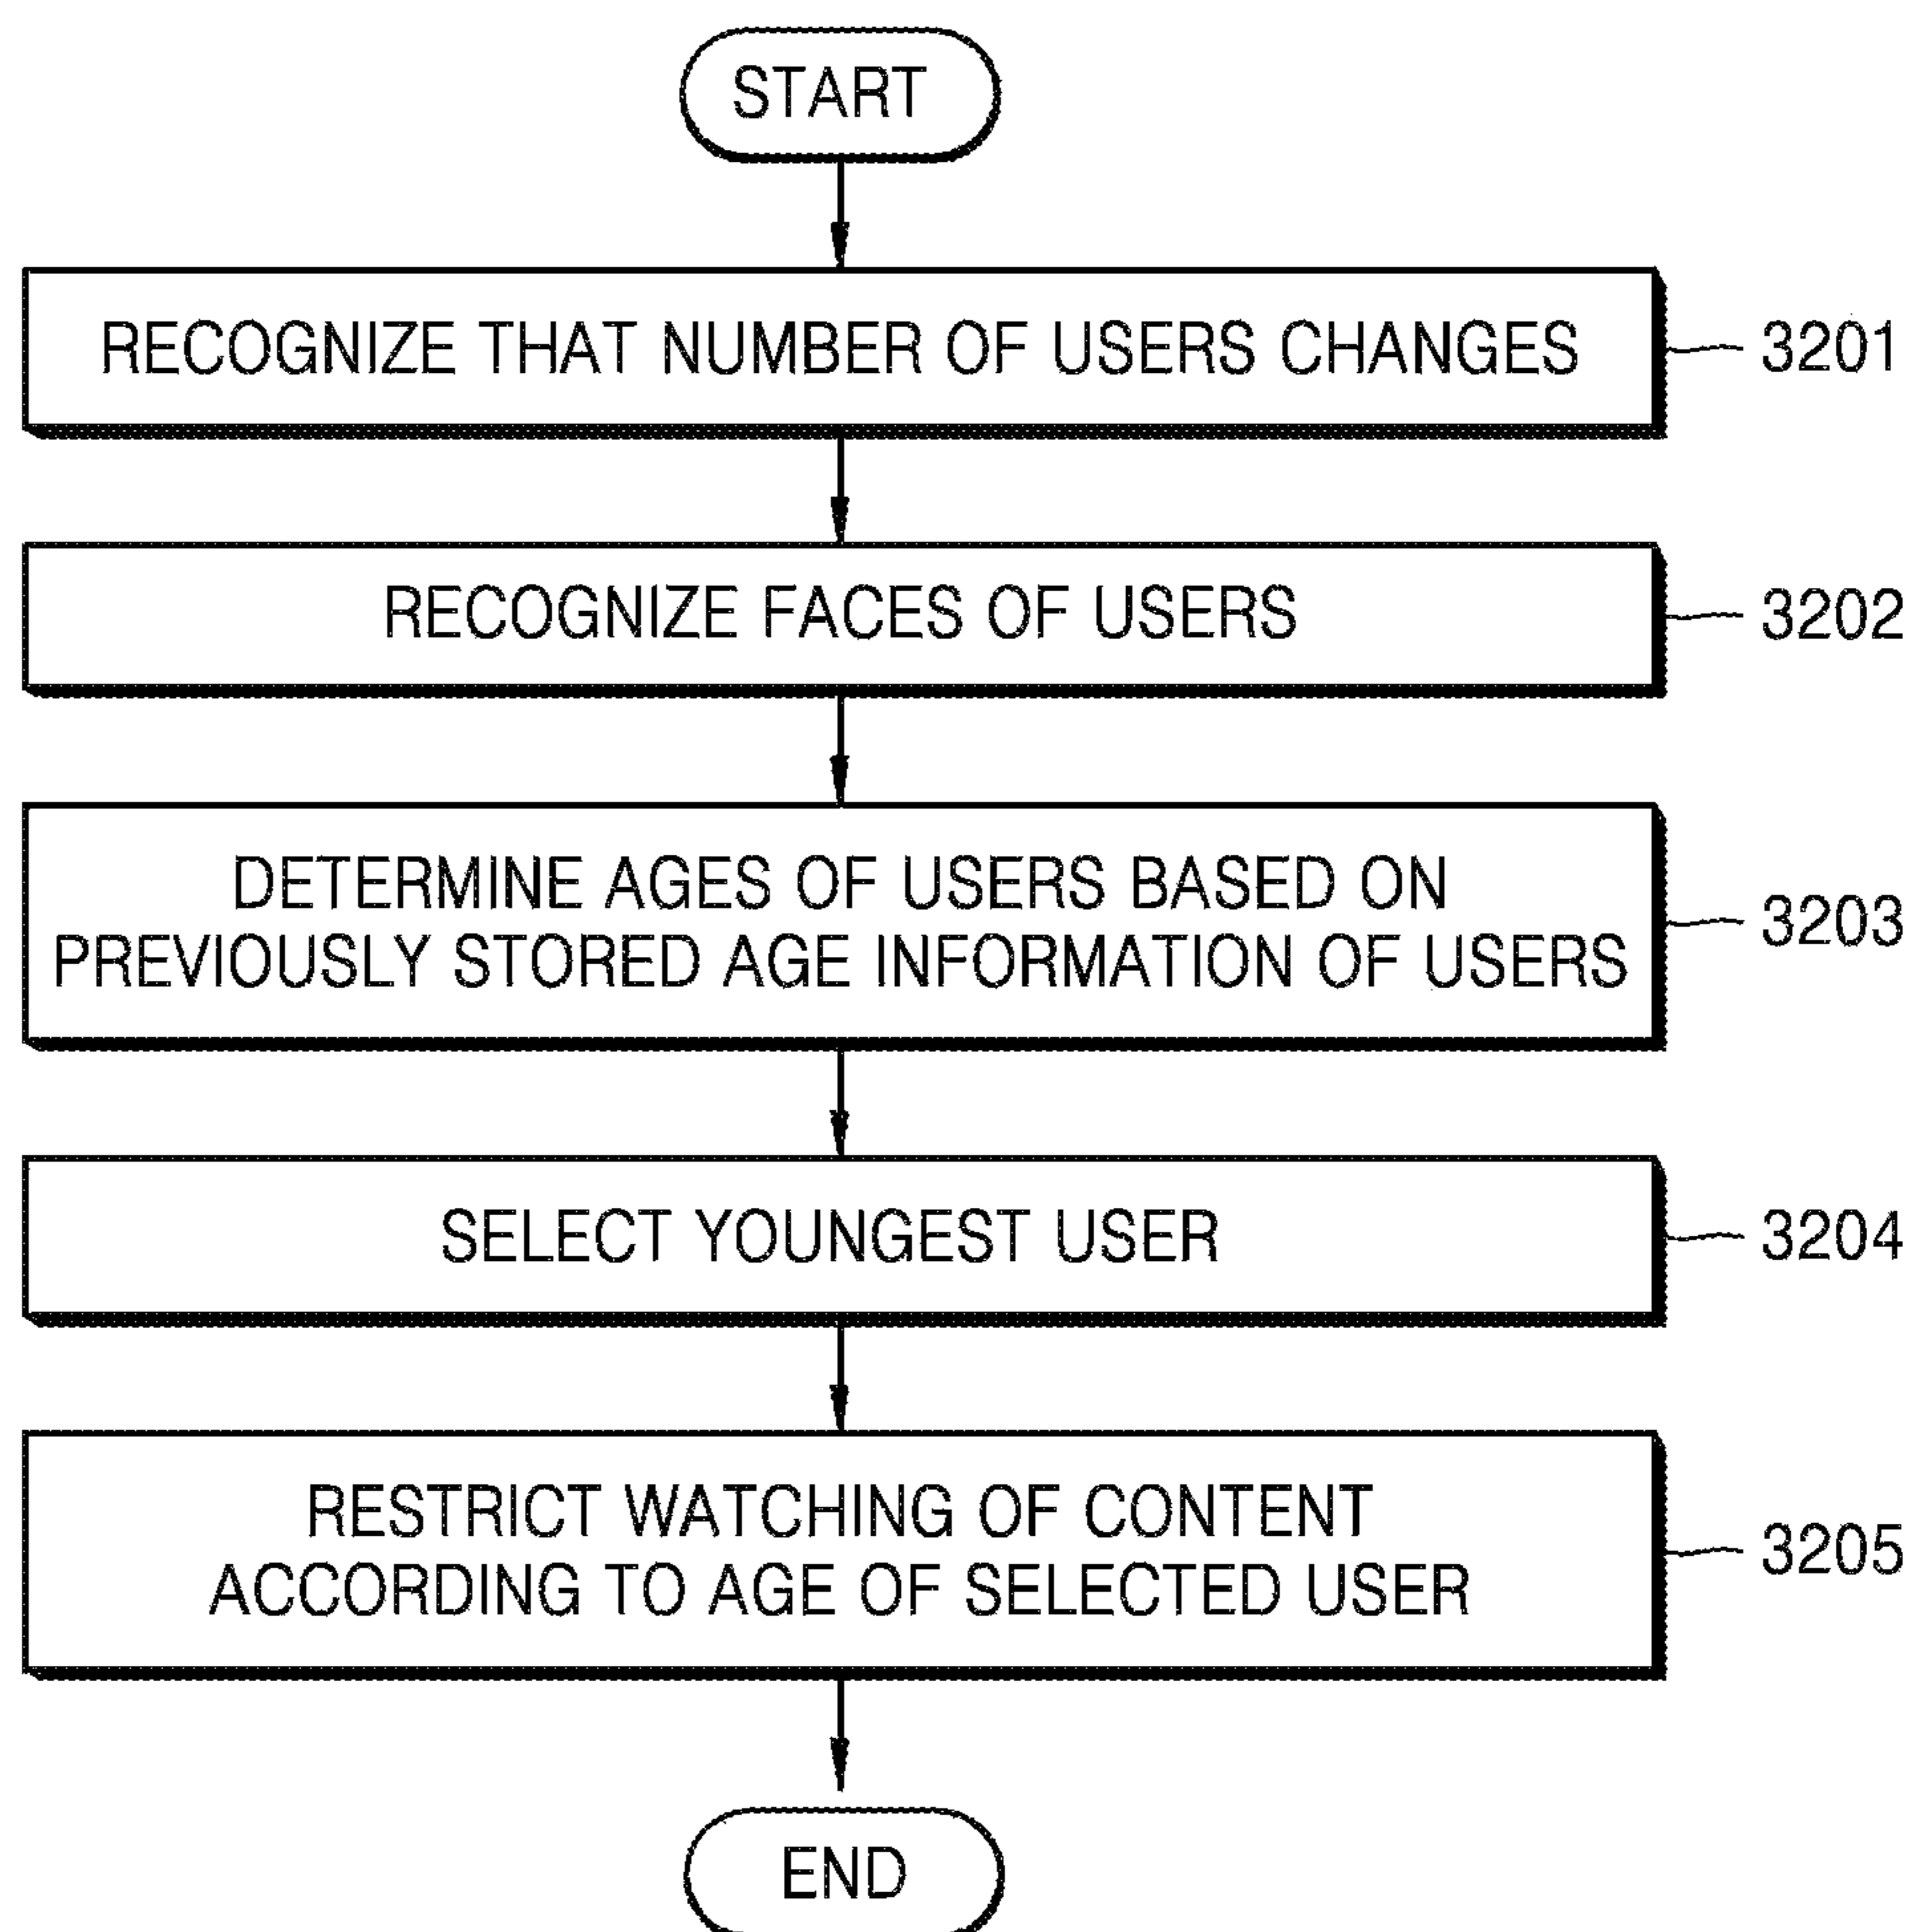 START
RECOGNIZE THAT NUMBER OF USERS CHANGES
3201
RECOGNIZE FACES OF USERS
3202
DETERMINE AGES OF USERS BASED ON
PREVIOUSLY STORED AGE INFORMATION OF USERS
3203
SELECT YOUNGEST USER
3204
RESTRICT WATCHING OF CONTENT
ACCORDING TO AGE OF SELECTED USER
3205
END